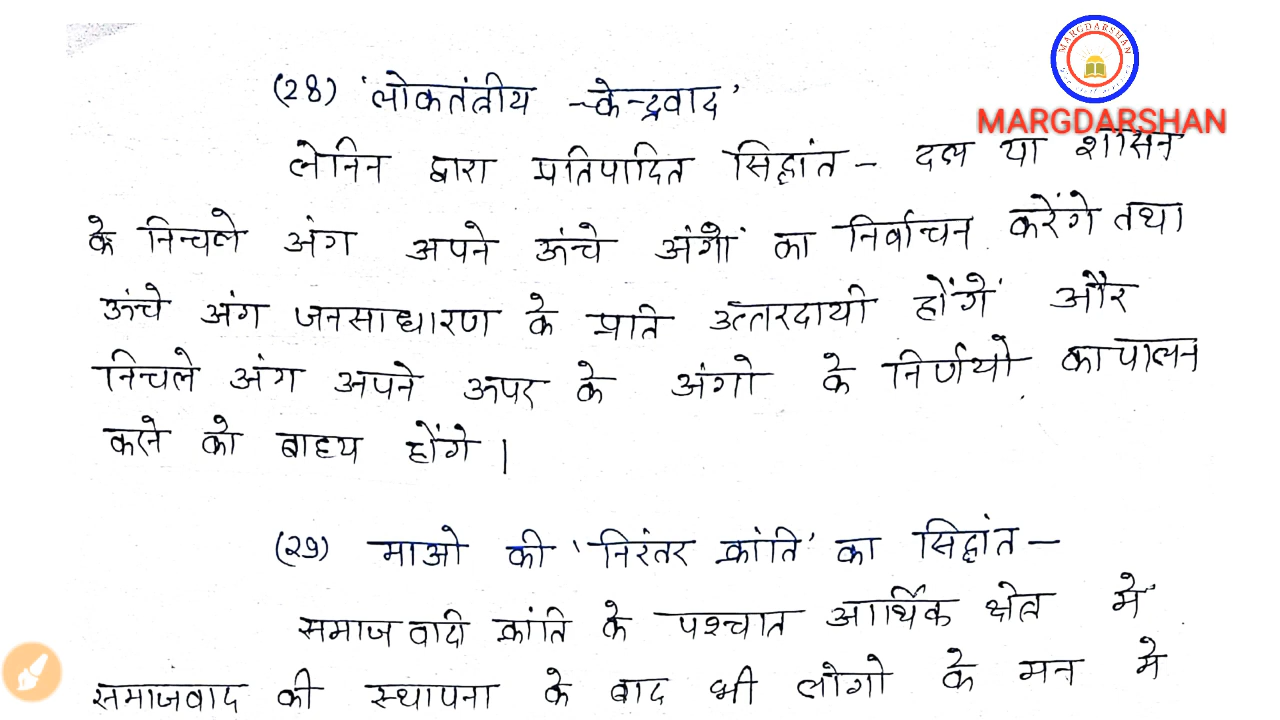 MARGDARSHAN
MARGDARSHAN
(28) 'लोकतंत्रीय केन्द्रवाद'
लेनिन द्वारा प्रतिपादित सिद्धांत - दल या शासन
के निचले अंग अपने ऊंचे अंगों का निर्वाचन करेंगे तथा
ऊंचे अंग जनसाधारण के प्रति उत्तरदायी होंगें और
निचले अंग अपने ऊपर के अंगो के निर्णयो का पालन
करने को बाध्य होंगे |
(29) माओ की 'निरंतर क्रांति' का सिद्धांत -
समाजवादी क्रांति के पश्चात आर्थिक क्षेत्र में
समाजवाद की स्थापना के बाद भी लोगो के मन मे